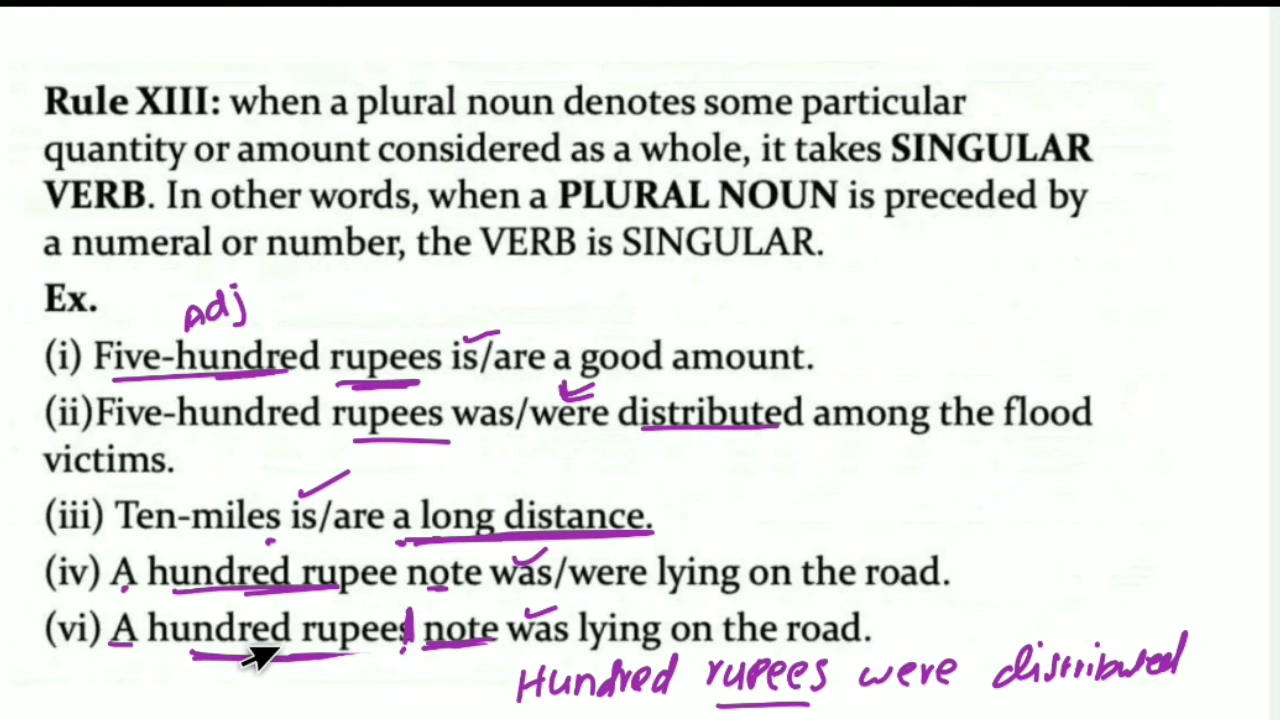 Rule XIII: when a plural noun denotes some particular
quantity or amount considered as a whole, it takes SINGULAR
VERB. In other words, when a PLURAL NOUN is preceded by
a numeral or number, the VERB is SINGULAR.
Ex.
Adj
(i) Five-hundred rupees is/are a good amount.
(ii)Five-hundred rupees was/were distributed among the flood
victims.
(iii) Ten-miles is/are a long distance.
(iv) A hundred rupee note was/were lying on the road.
(vi) A hundred rupees note was lying on the road.
Hundred rupees were distributed